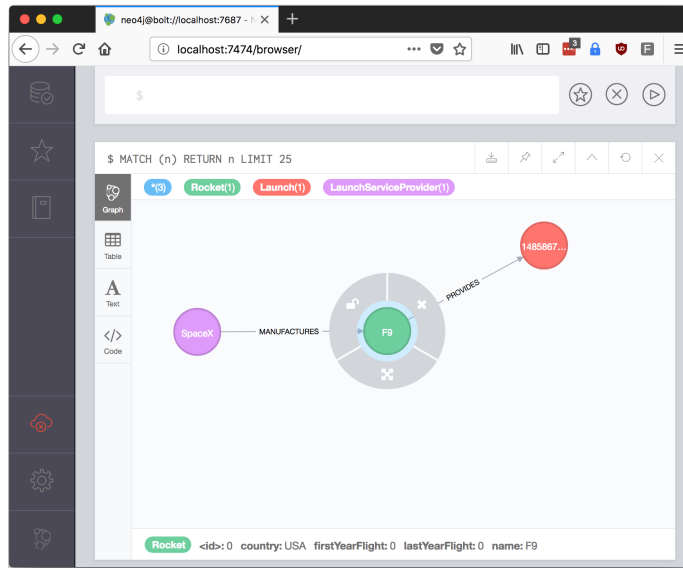 neo4j@bolt://localhost:7687 - N
localhost:7474/browser/
3
$
$ MATCH (n) RETURN n LIMIT 25
*(3) Rocket(1) Launch(1) LaunchServiceProvider(1)
Graph
Table
A
Text
</>
Code
1485867...
PROVIDES
SpaceX
MANUFACTURES
F9
Rocket <id>: 0 country: USA firstYearFlight: 0 lastYearFlight: 0 name: F9